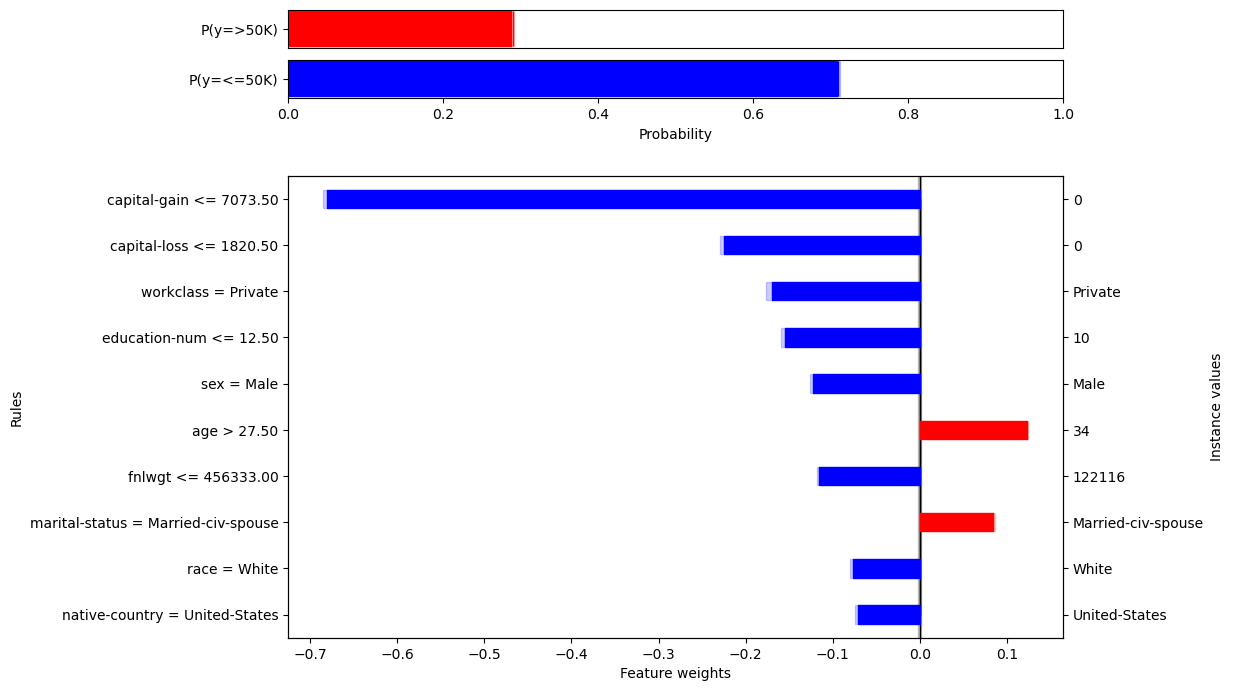 P(y=>50K)
P(y=<=50K)
0.0 0.2 0.4 0.6 0.8 1.0
Probability
Rules
capital-gain <= 7073.50 0
capital-loss <= 1820.50 0
workclass = Private Private
education-num <= 12.50 10
sex = Male Male
age > 27.50 34
fnlwgt <= 456333.00 122116
marital-status = Married-civ-spouse Married-civ-spouse
race = White White
native-country = United-States United-States
Instance values
−0.7 −0.6 −0.5 −0.4 −0.3 −0.2 −0.1 0.0 0.1
Feature weights